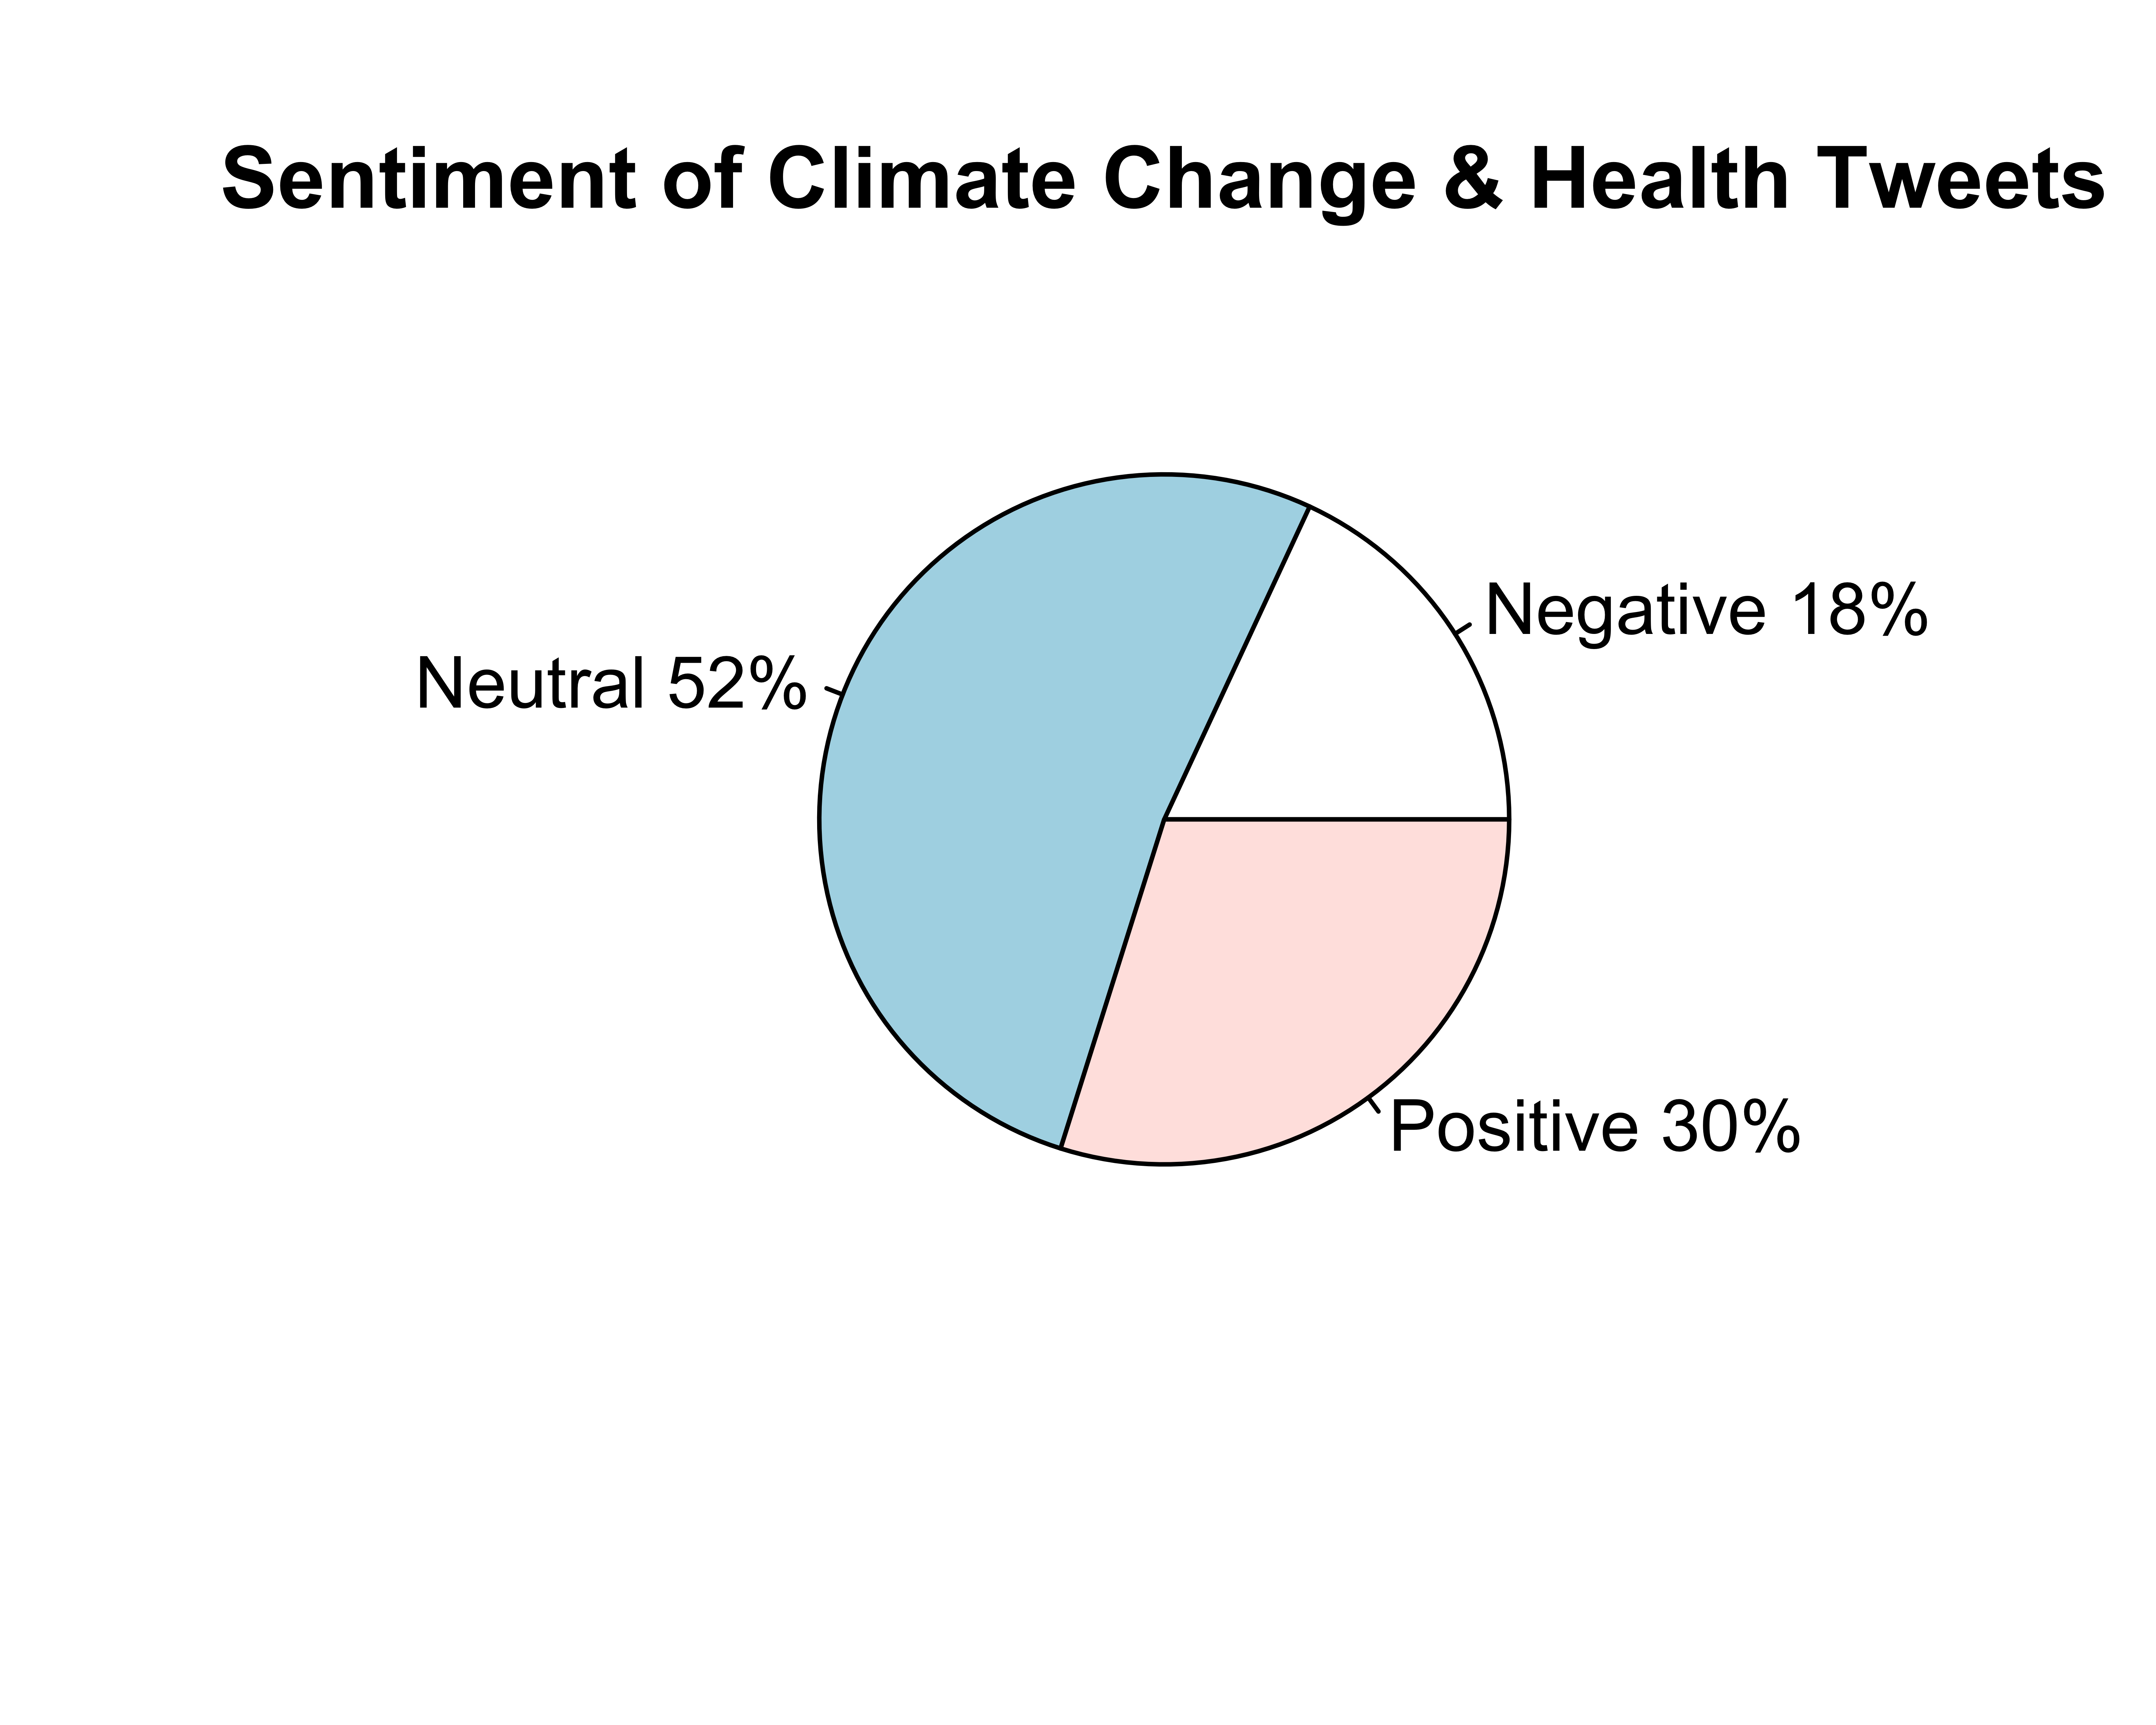 Sentiment of Climate Change & Health Tweets
Negative 18%
Neutral 52%
Positive 30%